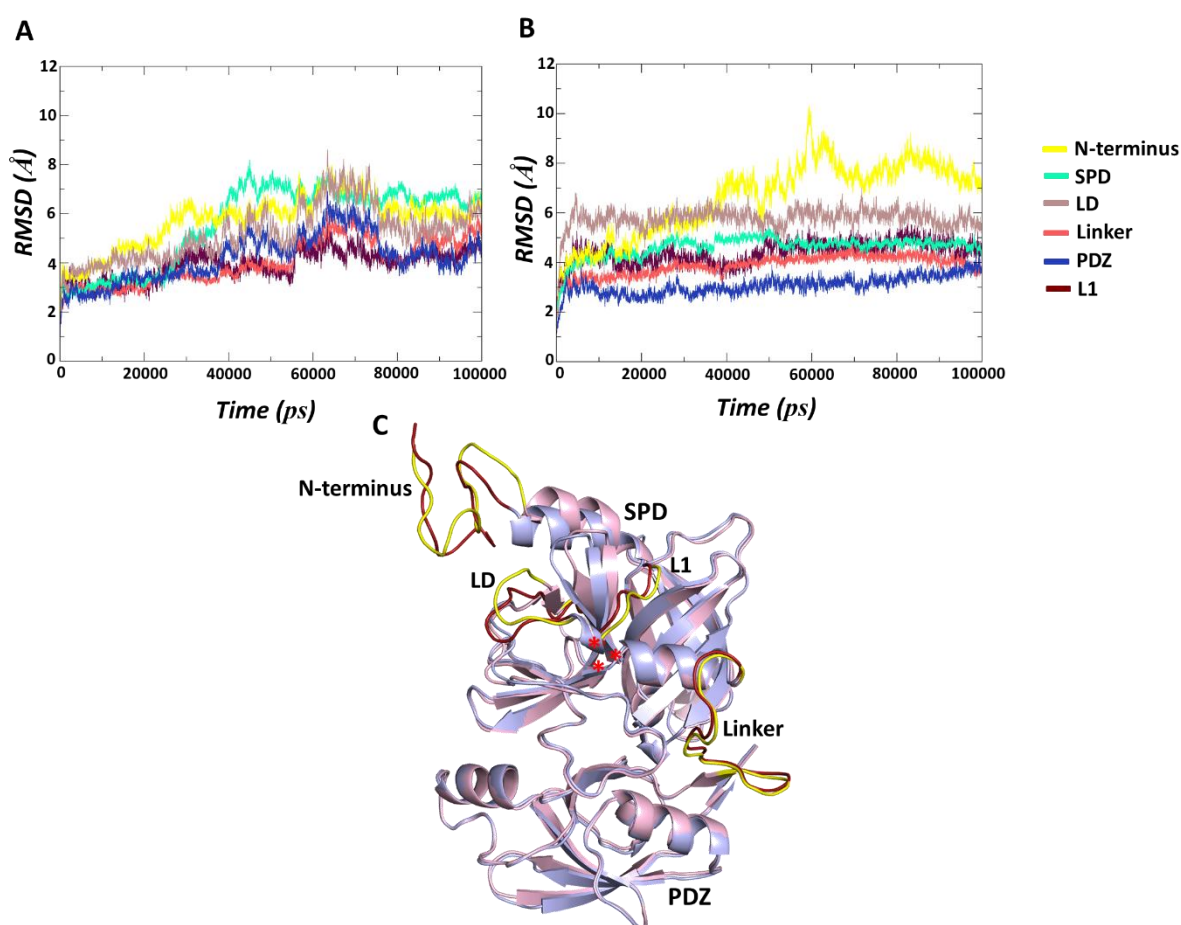 A
B
12
10
8
6
4
2
0
RMSD (Å)
0 20000 40000 60000 80000 100000
Time (ps)
12
10
8
6
4
2
0
RMSD (Å)
0 20000 40000 60000 80000 100000
Time (ps)
N-terminus
SPD
LD
Linker
PDZ
L1
C
N-terminus
SPD
LD
L1
*
*
*
Linker
PDZ